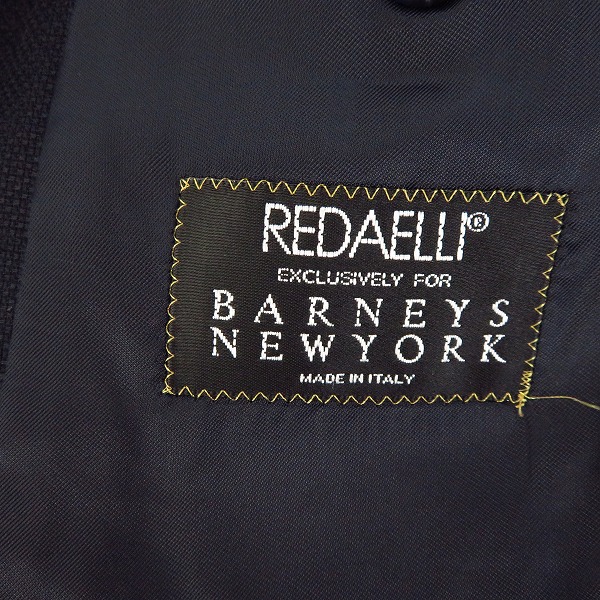 REDAELLI®
EXCLUSIVELY FOR
BARNEYS
NEWYORK
MADE IN ITALY